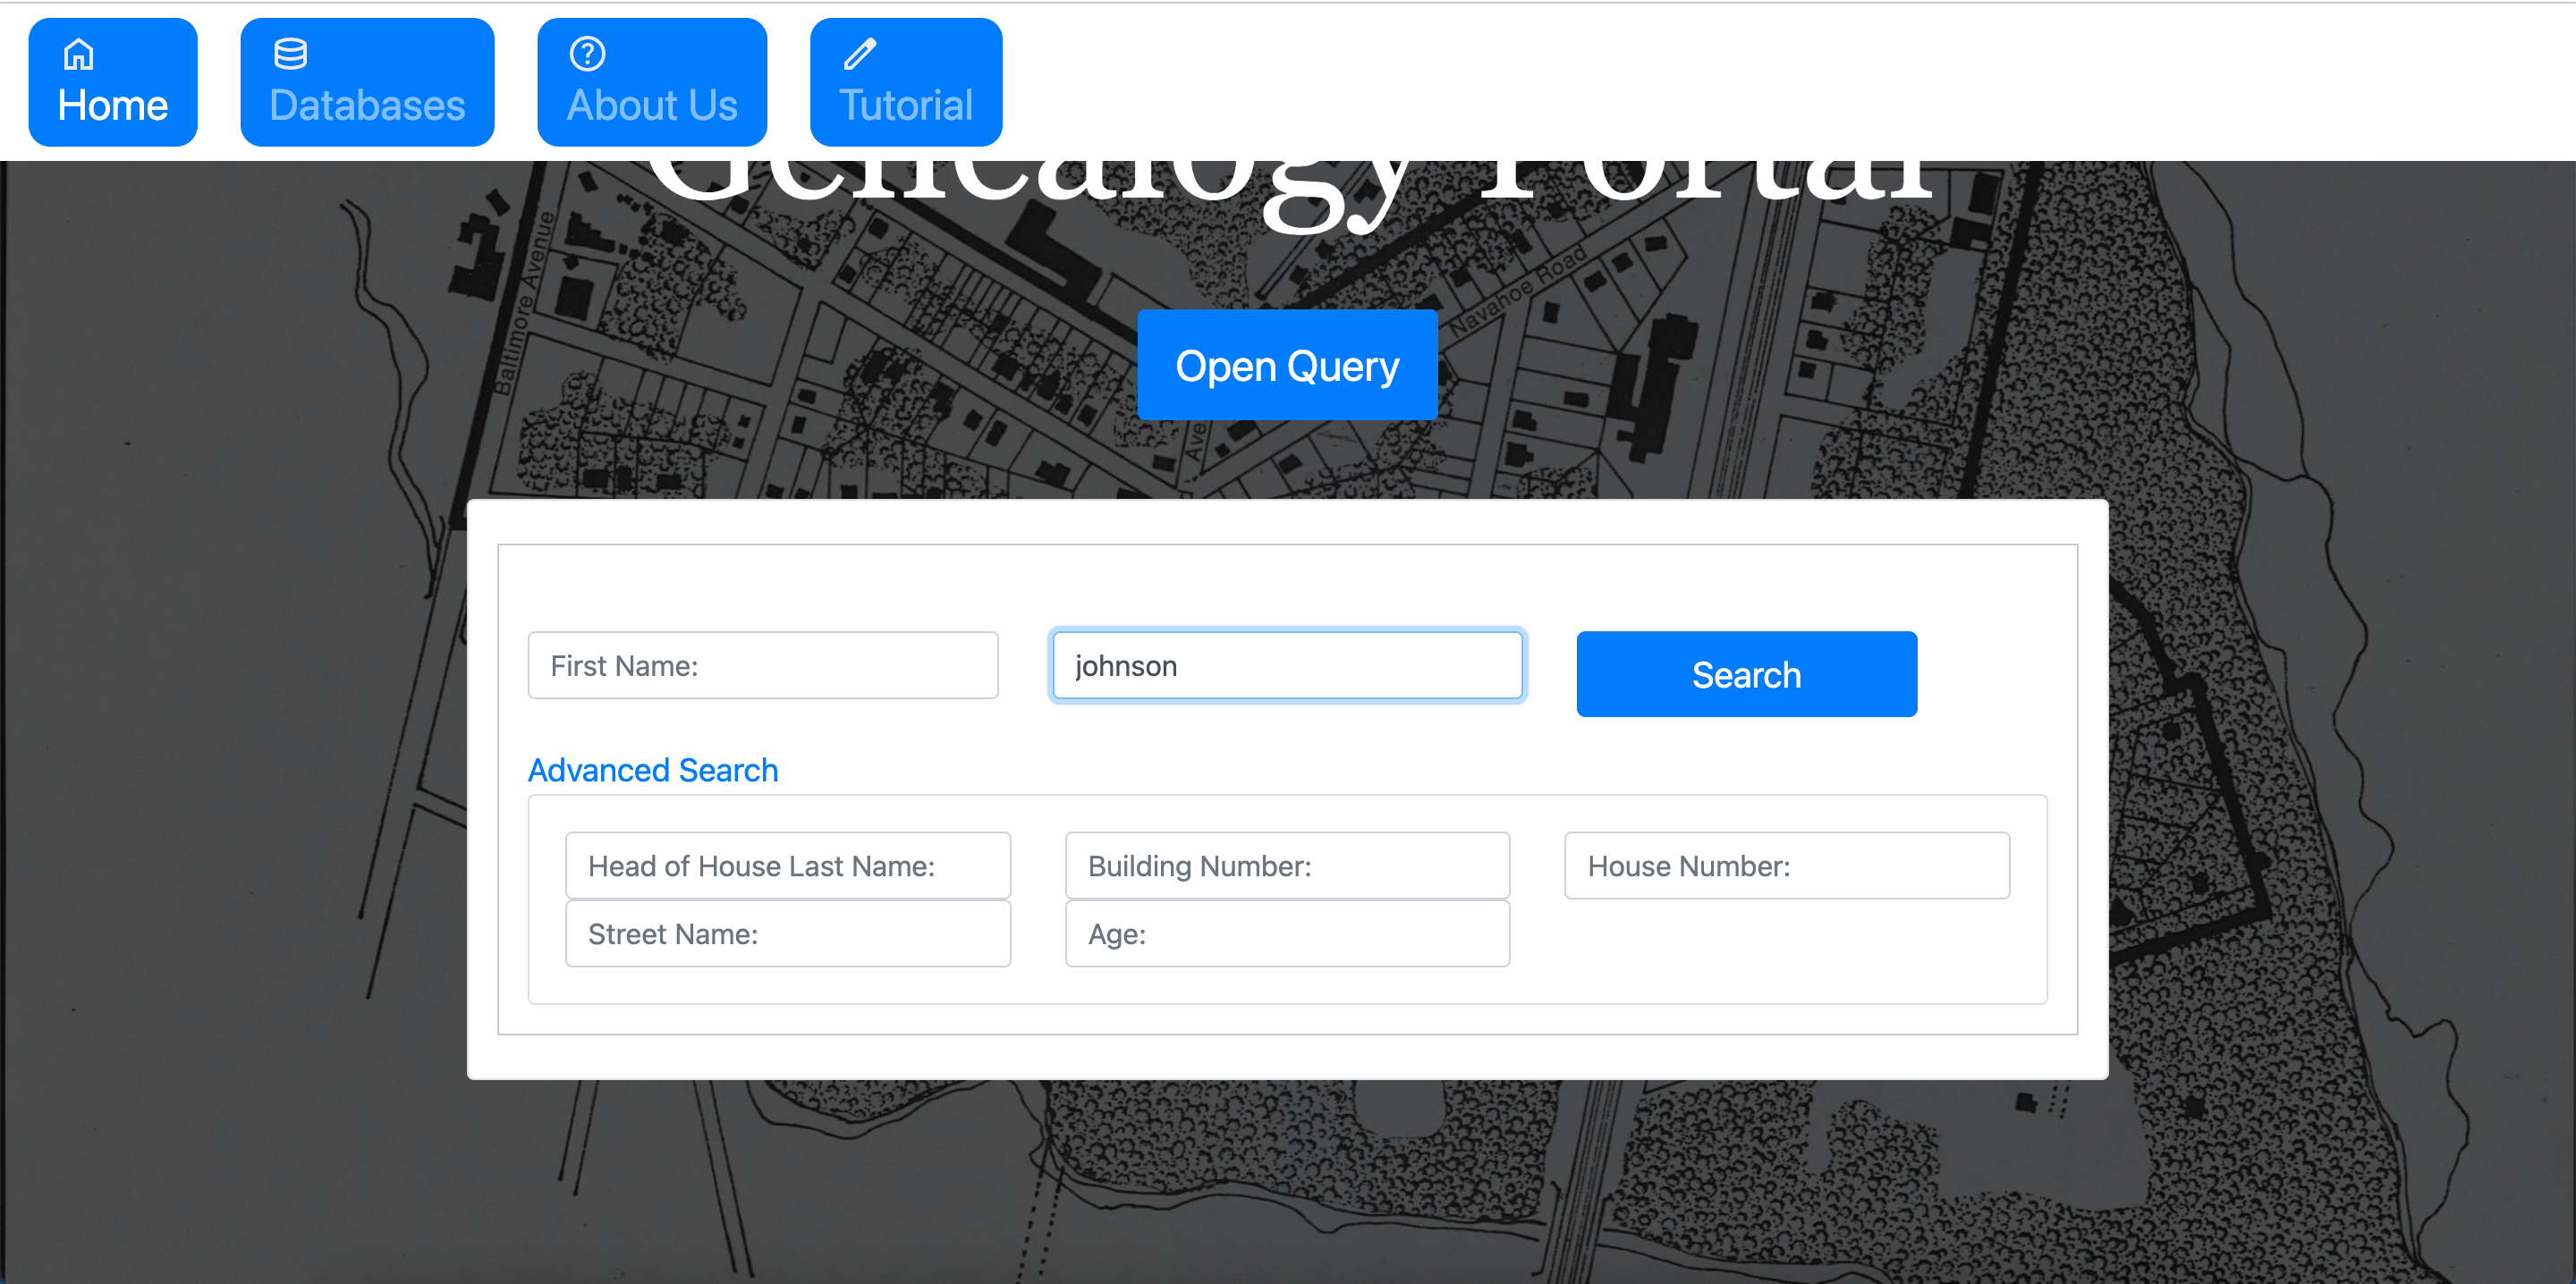 Home
Databases
About Us
Tutorial
Genealogy Portal
Baltimore Avenue
Navahoe Road
Open Query
Ave
First Name:
johnson
Search
Advanced Search
Head of House Last Name:
Building Number:
House Number:
Street Name:
Age: